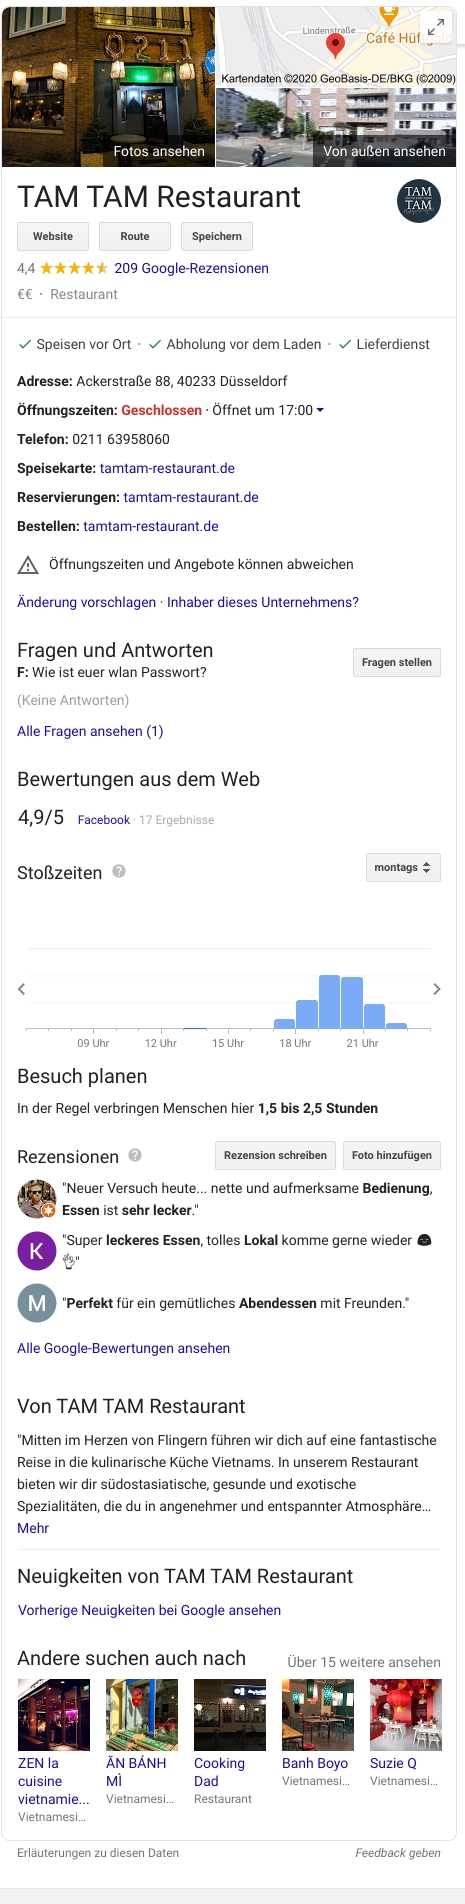 0211
Lindenstraße
Café Hüftgold
Kartendaten ©2020 GeoBasis-DE/BKG (©2009)
Fotos ansehen
Von außen ansehen
TAM TAM Restaurant
TAM
TAM
Website
Route
Speichern
4,4 209 Google-Rezensionen
€€ · Restaurant
Speisen vor Ort · Abholung vor dem Laden · Lieferdienst
Adresse: Ackerstraße 88, 40233 Düsseldorf
Öffnungszeiten: Geschlossen · Öffnet um 17:00
Telefon: 0211 63958060
Speisekarte: tamtam-restaurant.de
Reservierungen: tamtam-restaurant.de
Bestellen: tamtam-restaurant.de
Öffnungszeiten und Angebote können abweichen
Änderung vorschlagen · Inhaber dieses Unternehmens?
Fragen und Antworten
Fragen stellen
F: Wie ist euer wlan Passwort?
(Keine Antworten)
Alle Fragen ansehen (1)
Bewertungen aus dem Web
4,9/5 Facebook · 17 Ergebnisse
Stoßzeiten ?
montags
09 Uhr 12 Uhr 15 Uhr 18 Uhr 21 Uhr
Besuch planen
In der Regel verbringen Menschen hier 1,5 bis 2,5 Stunden
Rezensionen ?
Rezension schreiben
Foto hinzufügen
"Neuer Versuch heute... nette und aufmerksame Bedienung,
Essen ist sehr lecker."
K
"Super leckeres Essen, tolles Lokal komme gerne wieder
👌"
M
"Perfekt für ein gemütliches Abendessen mit Freunden."
Alle Google-Bewertungen ansehen
Von TAM TAM Restaurant
"Mitten im Herzen von Flingern führen wir dich auf eine fantastische
Reise in die kulinarische Küche Vietnams. In unserem Restaurant
bieten wir dir südostasiatische, gesunde und exotische
Spezialitäten, die du in angenehmer und entspannter Atmosphäre…
Mehr
Neuigkeiten von TAM TAM Restaurant
Vorherige Neuigkeiten bei Google ansehen
Andere suchen auch nach
Über 15 weitere ansehen
ZEN la
cuisine
vietnamie...
Vietnamesi...
ĂN BÁNH
MÌ
Vietnamesi...
Cooking
Dad
Restaurant
Banh Boyo
Vietnamesi...
Suzie Q
Vietnamesi...
Erläuterungen zu diesen Daten
Feedback geben